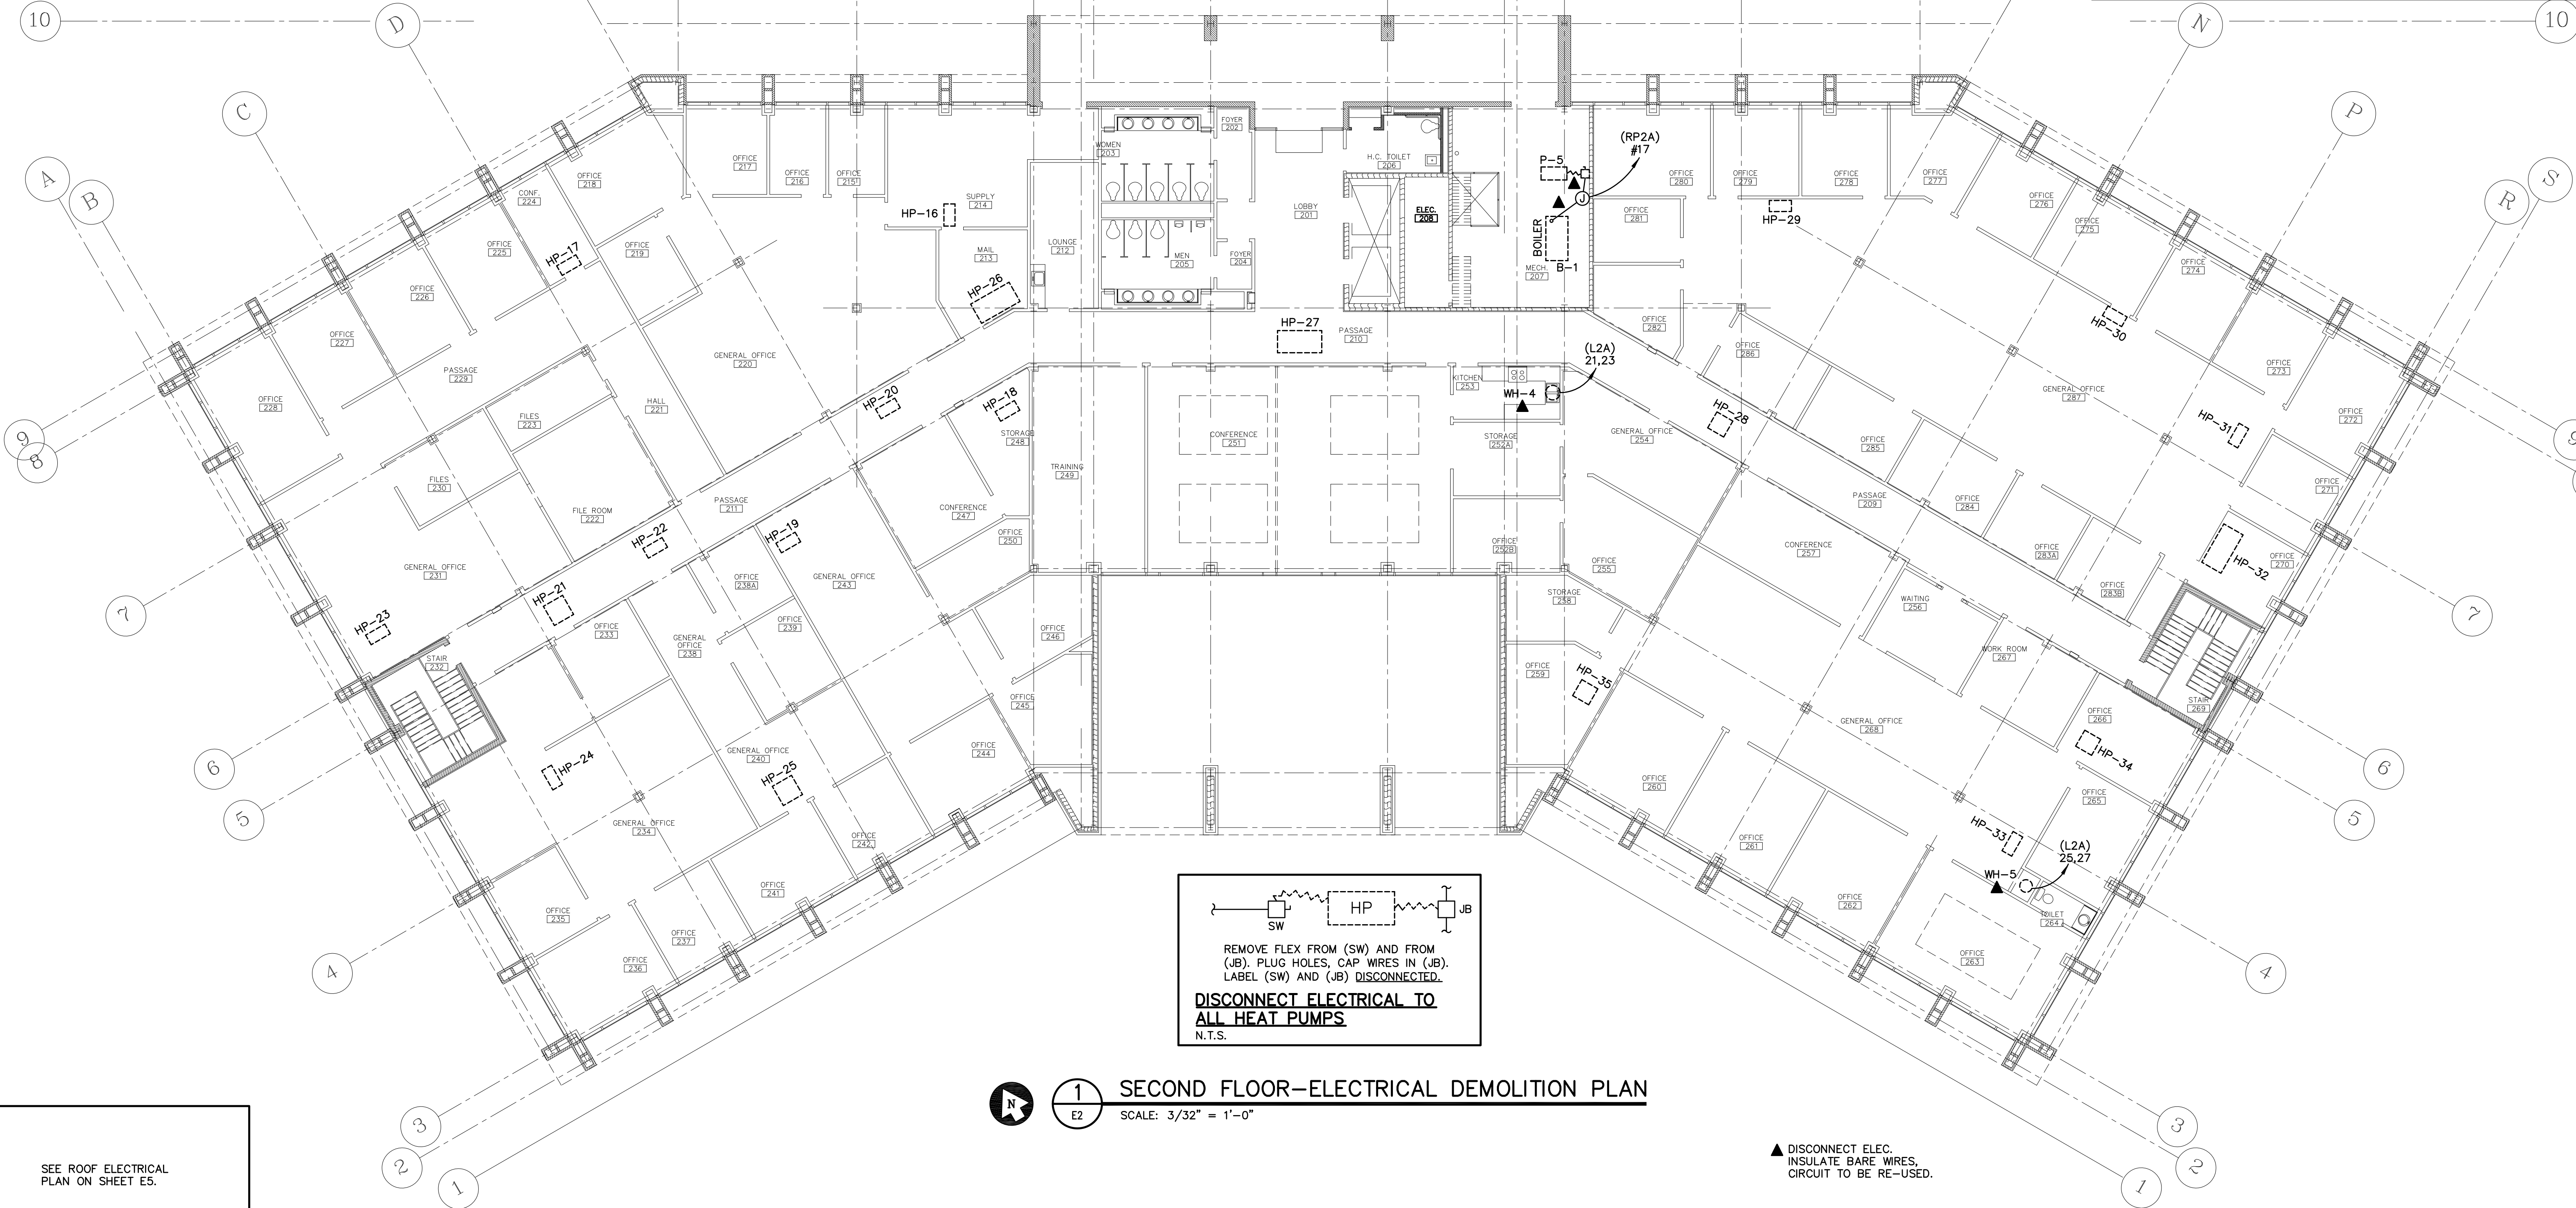 10
D
N
10
C
P
A
B
R
S
9
8
9
7
7
6
6
5
5
4
4
3
3
2
2
1
1
FOYER
202
WOMEN
203
H.C. TOILET
206
P-5
(RP2A)
#17
J
OFFICE
217
OFFICE
216
OFFICE
215
OFFICE
218
CONF.
224
OFFICE
280
OFFICE
279
OFFICE
278
OFFICE
277
OFFICE
276
OFFICE
275
OFFICE
274
SUPPLY
214
HP-16
LOBBY
201
ELEC.
208
OFFICE
281
HP-29
OFFICE
225
HP-17
OFFICE
219
MAIL
213
LOUNGE
212
MEN
205
FOYER
204
BOILER
B-1
MECH.
207
OFFICE
226
HP-26
HP-27
PASSAGE
210
OFFICE
282
HP-30
OFFICE
227
GENERAL OFFICE
220
(L2A)
21,23
OFFICE
286
OFFICE
273
PASSAGE
229
KITCHEN
253
WH-4
GENERAL OFFICE
287
OFFICE
228
FILES
223
HALL
221
HP-20
HP-18
STORAGE
248
CONFERENCE
251
STORAGE
252A
GENERAL OFFICE
254
HP-28
HP-31
OFFICE
272
OFFICE
285
FILES
230
TRAINING
249
OFFICE
271
FILE ROOM
222
PASSAGE
211
CONFERENCE
247
PASSAGE
209
OFFICE
284
HP-22
HP-19
OFFICE
250
OFFICE
252B
CONFERENCE
257
OFFICE
283A
OFFICE
270
HP-32
GENERAL OFFICE
231
OFFICE
238A
GENERAL OFFICE
243
OFFICE
255
OFFICE
283B
HP-21
STORAGE
258
WAITING
256
HP-23
OFFICE
233
OFFICE
239
OFFICE
246
GENERAL
OFFICE
238
WORK ROOM
267
STAIR
232
OFFICE
259
HP-35
OFFICE
245
STAIR
269
OFFICE
266
GENERAL OFFICE
268
OFFICE
244
GENERAL OFFICE
240
HP-24
HP-25
HP-34
OFFICE
260
OFFICE
265
GENERAL OFFICE
234
OFFICE
242
OFFICE
261
HP-33
(L2A)
25,27
OFFICE
241
WH-5
OFFICE
262
OFFICE
235
TOILET
264
OFFICE
237
OFFICE
236
OFFICE
263
HP
SW
JB
REMOVE FLEX FROM (SW) AND FROM
(JB). PLUG HOLES, CAP WIRES IN (JB).
LABEL (SW) AND (JB) DISCONNECTED.
DISCONNECT ELECTRICAL TO
ALL HEAT PUMPS
N.T.S.
N
1
E2
SECOND FLOOR-ELECTRICAL DEMOLITION PLAN
SCALE: 3/32" = 1'-0"
▲ DISCONNECT ELEC.
INSULATE BARE WIRES,
CIRCUIT TO BE RE-USED.
SEE ROOF ELECTRICAL
PLAN ON SHEET E5.